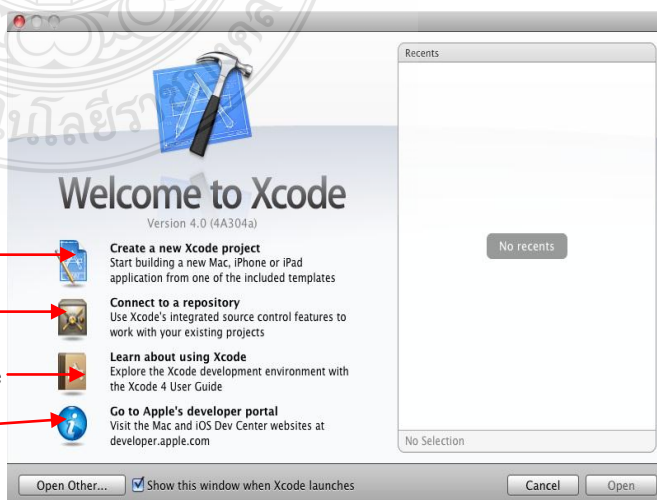 Recents
Welcome to Xcode
Version 4.0 (4A304a)
Create a new Xcode project
Start building a new Mac, iPhone or iPad
application from one of the included templates
Connect to a repository
Use Xcode's integrated source control features to
work with your existing projects
Learn about using Xcode
Explore the Xcode development environment with
the Xcode 4 User Guide
Go to Apple's developer portal
Visit the Mac and iOS Dev Center websites at
developer.apple.com
No recents
No Selection
Open Other...
Show this window when Xcode launches
Cancel
Open